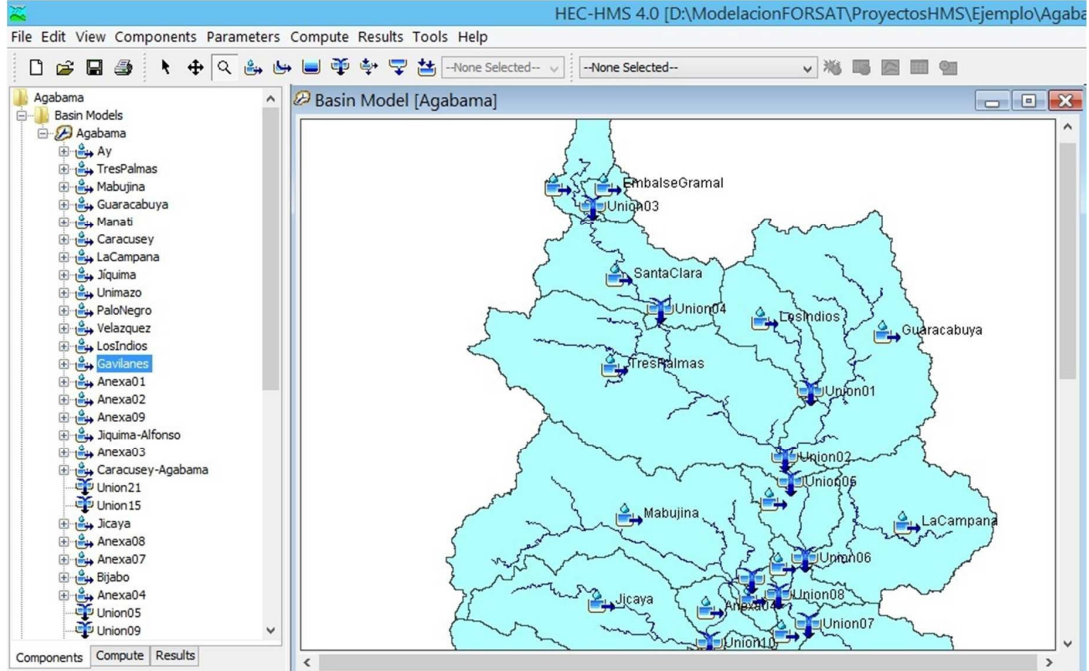 HEC-HMS 4.0 [D:\ModelacionFORSAT\ProyectosHMS\Ejemplo\Agaba
File Edit View Components Parameters Compute Results Tools Help
--None Selected-- --None Selected--
Agabama
Basin Models
Agabama
Ay
TresPalmas
Mabujina
Guaracabuya
Manati
Caracusey
LaCampana
Jíquima
Unimazo
PaloNegro
Velazquez
LosIndios
Gavilanes
Anexa01
Anexa02
Anexa09
Jiquima-Alfonso
Anexa03
Caracusey-Agabama
Union21
Union15
Jicaya
Anexa08
Anexa07
Bijabo
Anexa04
Union05
Union09
Components Compute Results
Basin Model [Agabama]
EmbalseGramal
Union03
SantaClara
Union04
LosIndios
Guaracabuya
TresPalmas
Union01
Union02
Union05
Mabujina
LaCampana
Union06
Jicaya
Anexa04
Union08
Union07
Union10